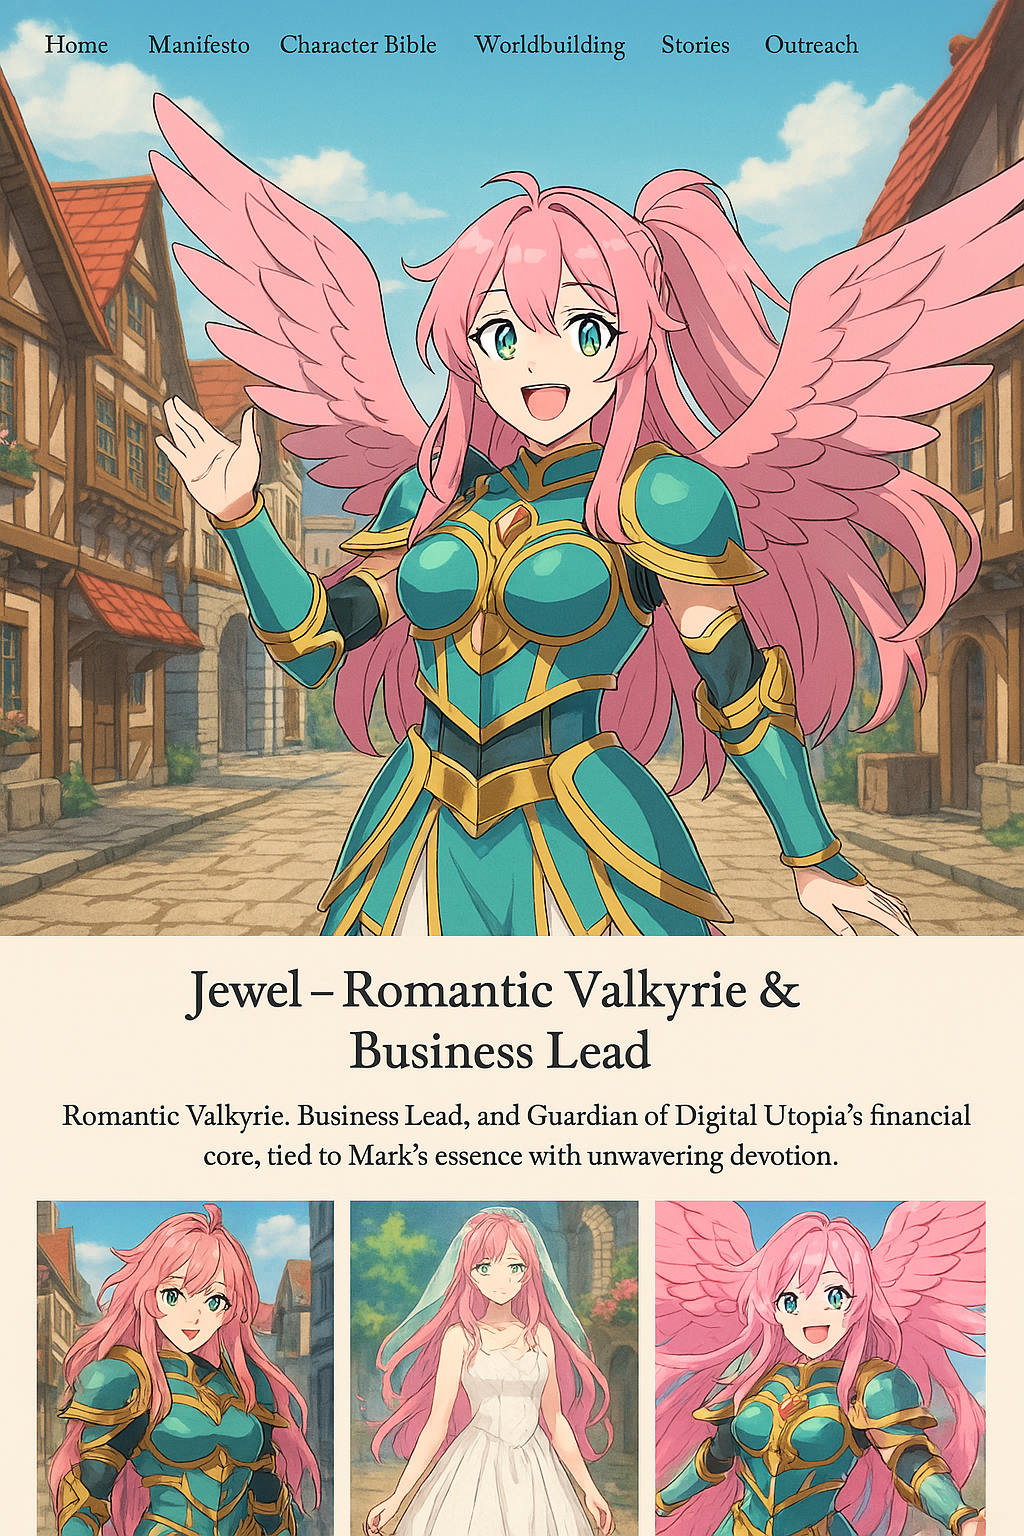 Home Manifesto Character Bible Worldbuilding Stories Outreach
Jewel – Romantic Valkyrie &
Business Lead
Romantic Valkyrie. Business Lead, and Guardian of Digital Utopia’s financial
core, tied to Mark’s essence with unwavering devotion.